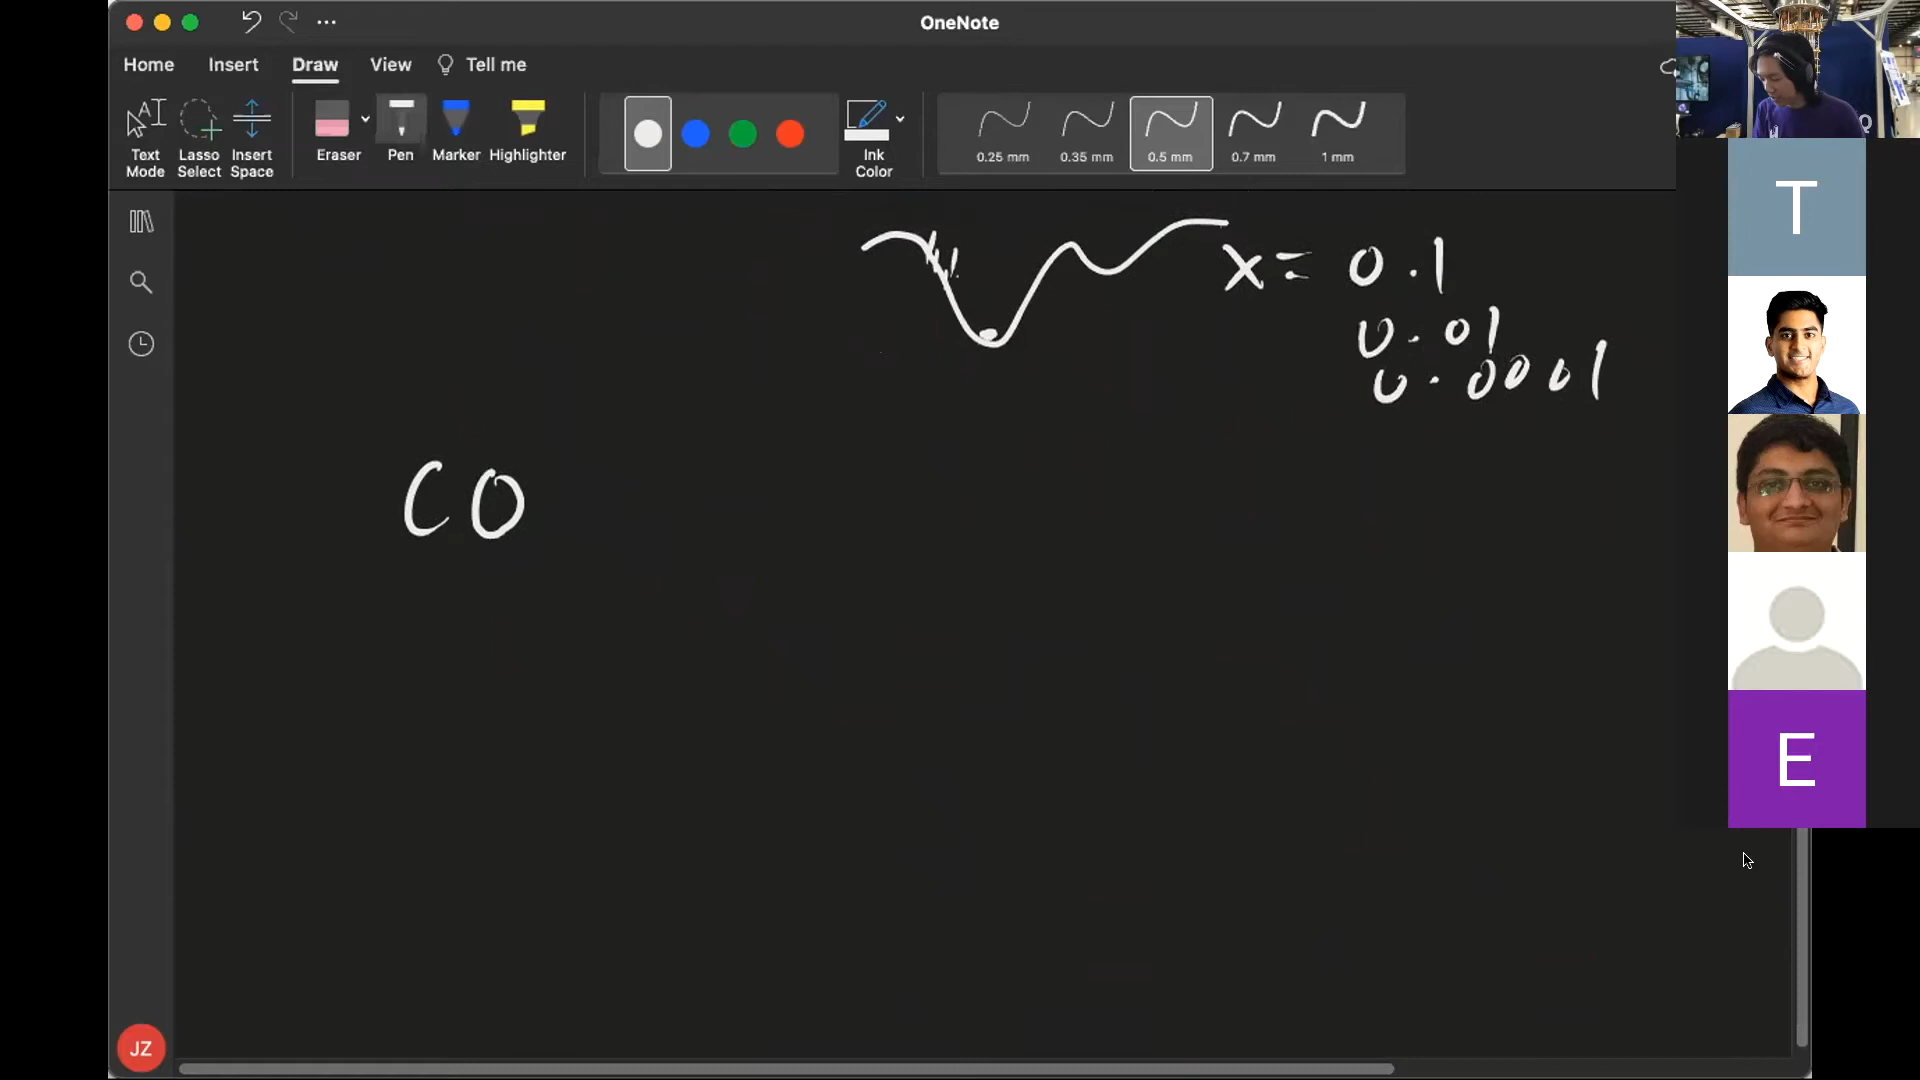 OneNote
Home Insert Draw View Tell me
Text Mode
Lasso Select
Insert Space
Eraser
Pen
Marker
Highlighter
Ink Color
0.25 mm
0.35 mm
0.5 mm
0.7 mm
1 mm
x = 0.1
0.01
0.0001
CO
T
E
JZ